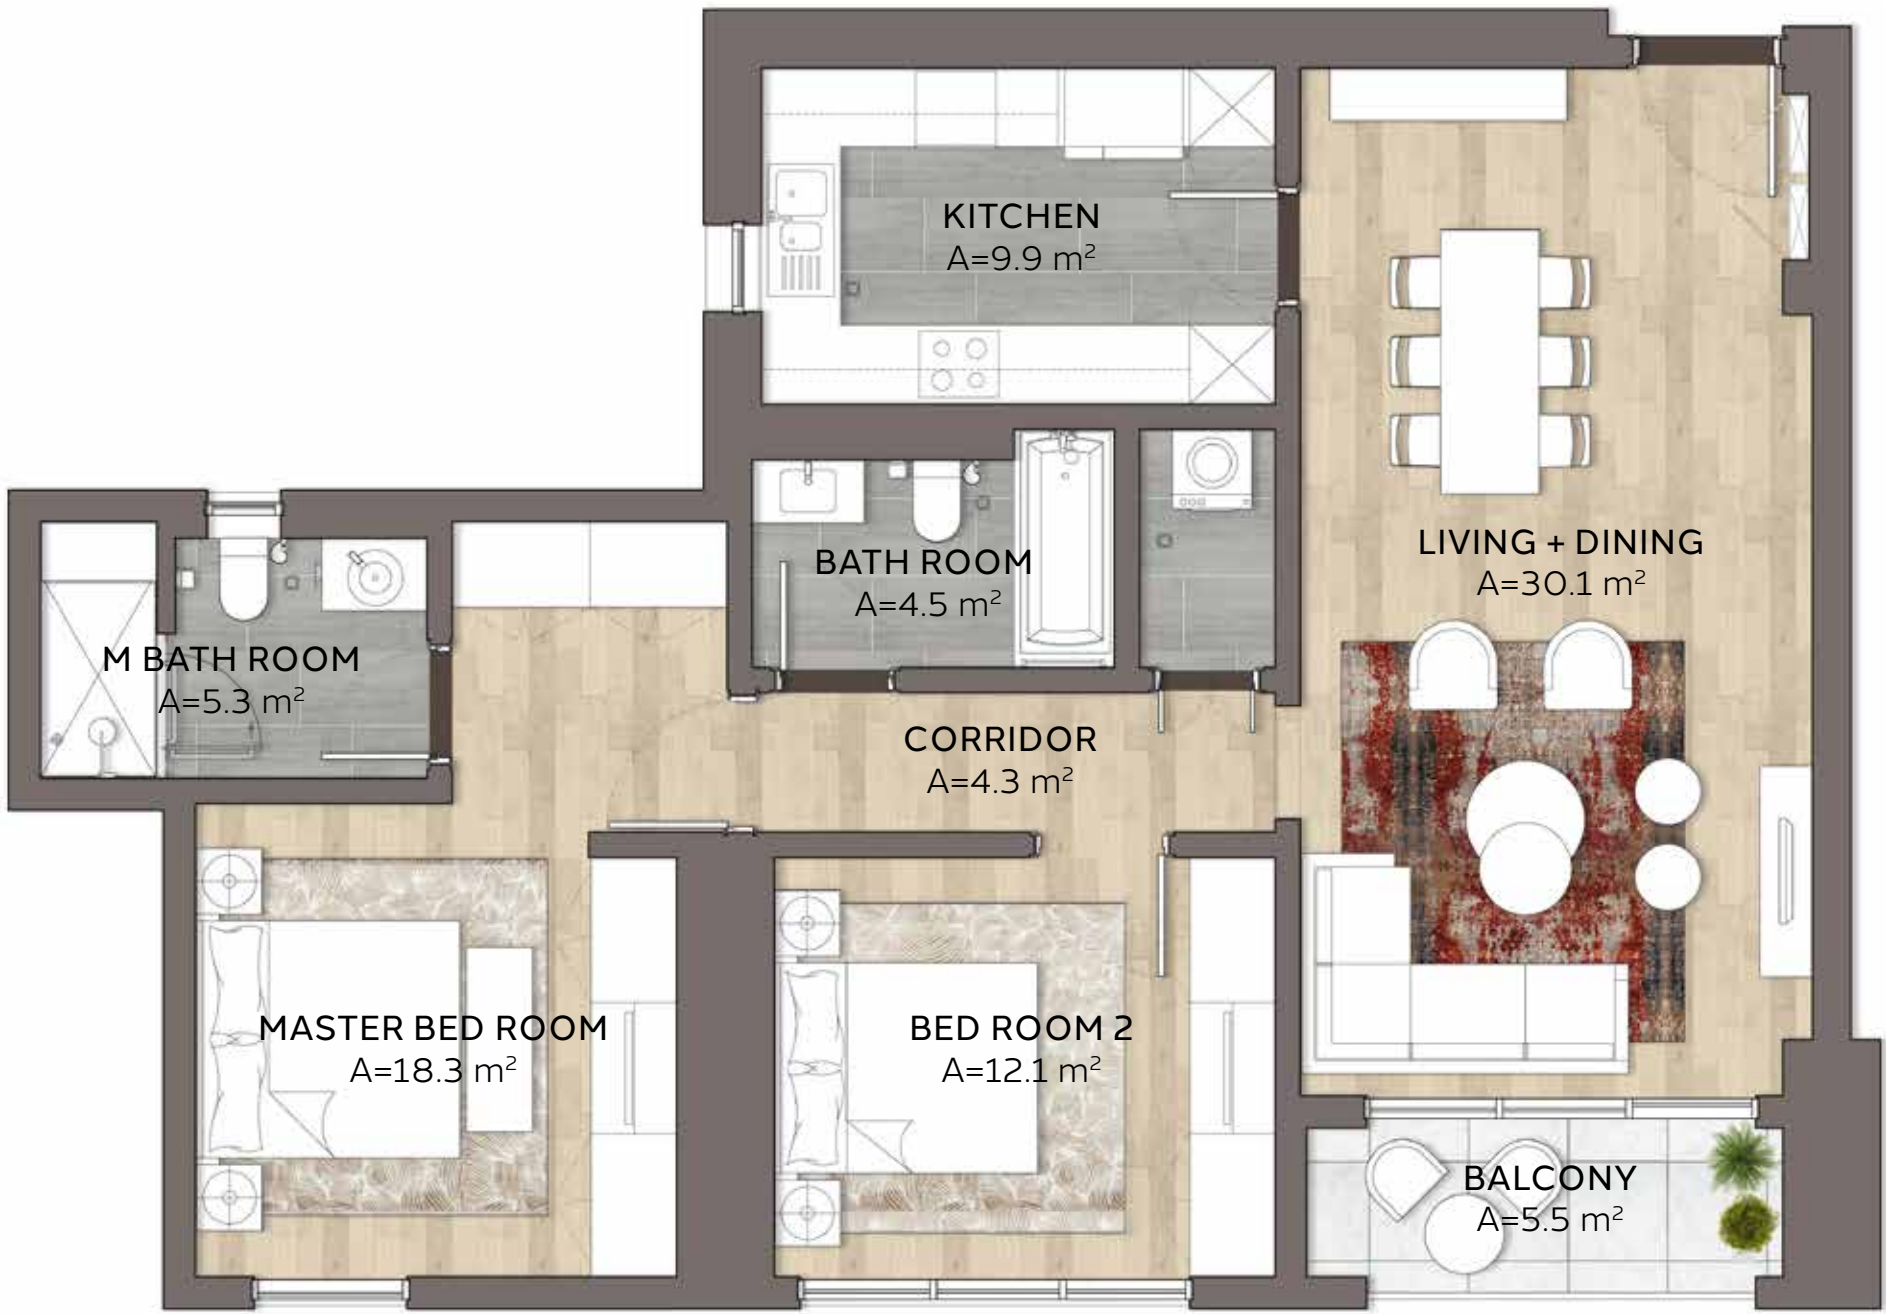 KITCHEN
A=9.9 m²
LIVING + DINING
A=30.1 m²
BATH ROOM
A=4.5 m²
M BATH ROOM
A=5.3 m²
CORRIDOR
A=4.3 m²
MASTER BED ROOM
A=18.3 m²
BED ROOM 2
A=12.1 m²
BALCONY
A=5.5 m²